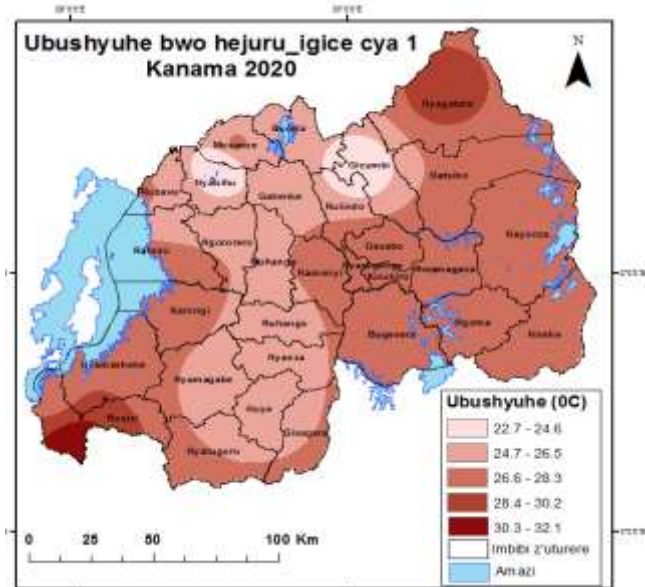 Ubushyuhe bwo hejuru_igice cya 1
Kanama 2020
N
Nyagatare
Burera
Musanze
Gicumbi
Nyabihu
Gatsibo
Rubavu
Gakenke
Rulindo
Ngororero
Kayonza
Rutsiro
Gasabo
Muhanga
Kamonyi
Rwamagana
Kicukiro
Karongi
Ruhango
Bugesera
Ngoma
Kirehe
Nyanza
Nyamasheke
Nyamagabe
Huye
Rusizi
Gisagara
Nyaruguru
Ubushyuhe (0C)
22.7 - 24.6
24.7 - 26.5
26.6 - 28.3
28.4 - 30.2
30.3 - 32.1
Imbibi z'uturere
Amazi
0 25 50 100 Km